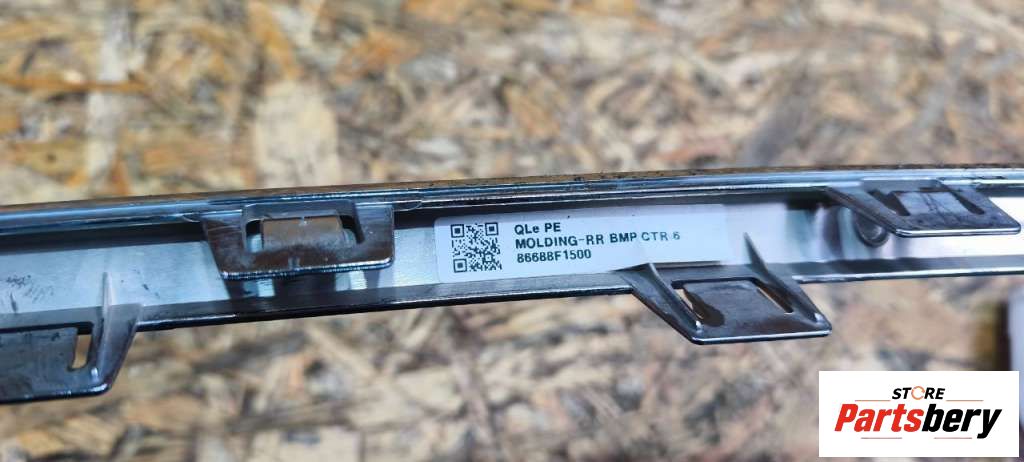 QLe PE
MOLDING-RR BMP CTR 6
86688F1500
STORE
Partsbery